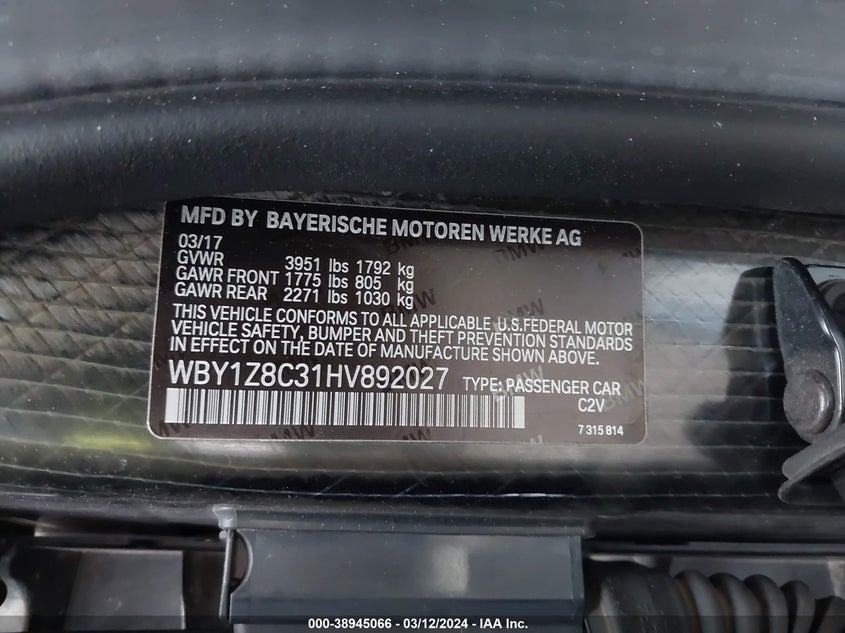 MFD BY BAYERISCHE MOTOREN WERKE AG
03/17
GVWR 3951 lbs 1792 kg
GAWR FRONT 1775 lbs 805 kg
GAWR REAR 2271 lbs 1030 kg
THIS VEHICLE CONFORMS TO ALL APPLICABLE U.S.FEDERAL MOTOR
VEHICLE SAFETY, BUMPER AND THEFT PREVENTION STANDARDS
IN EFFECT ON THE DATE OF MANUFACTURE SHOWN ABOVE.
WBY1Z8C31HV892027 TYPE: PASSENGER CAR
C2V
7 315 814
000-38945066 - 03/12/2024 - IAA Inc.